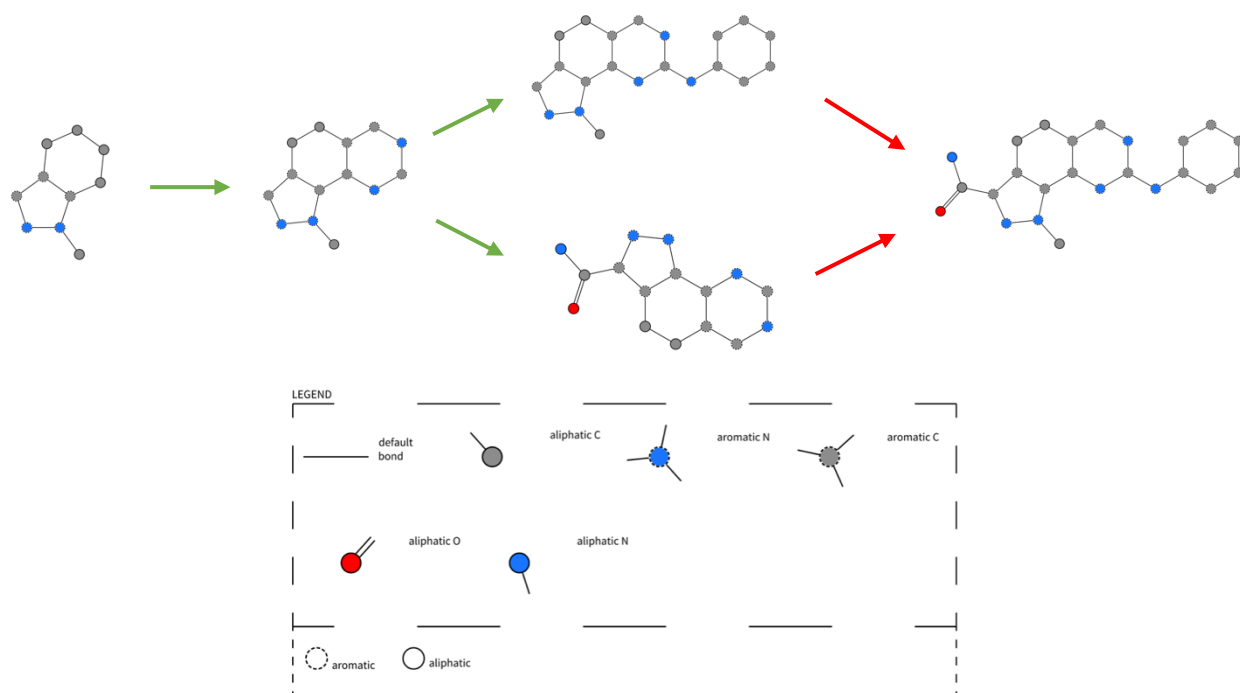 LEGEND
default
bond
aliphatic C
aromatic N
aromatic C
aliphatic O
aliphatic N
aromatic
aliphatic